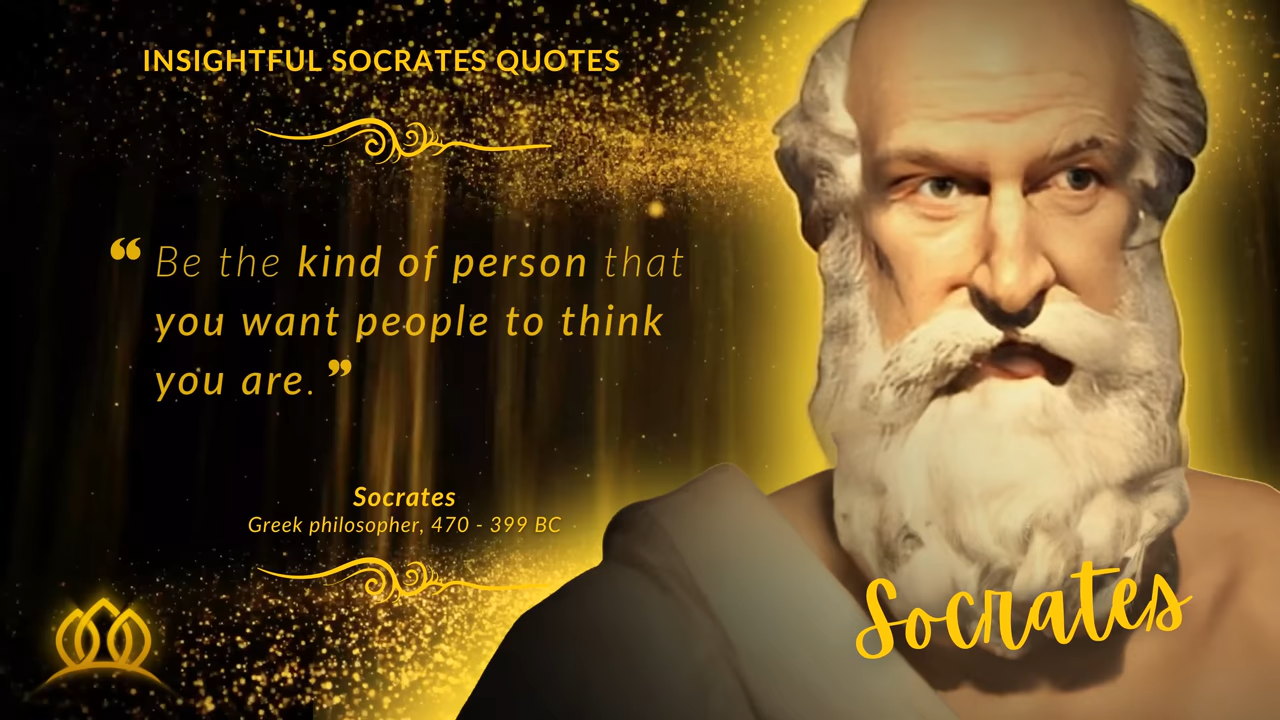 INSIGHTFUL SOCRATES QUOTES
“ Be the kind of person that
you want people to think
you are. ”
Socrates
Greek philosopher, 470 - 399 BC
Socrates